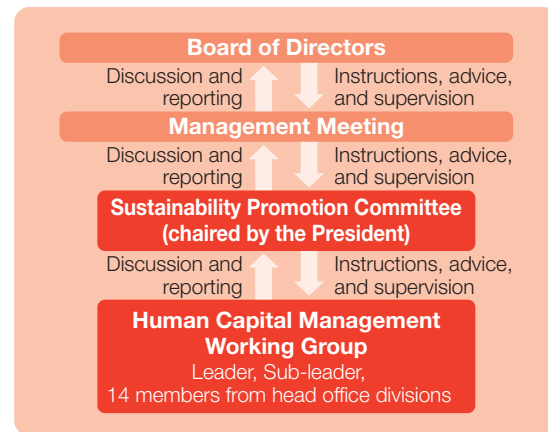 Board of Directors
Discussion and reporting
Instructions, advice, and supervision
Management Meeting
Discussion and reporting
Instructions, advice, and supervision
Sustainability Promotion Committee
(chaired by the President)
Discussion and reporting
Instructions, advice, and supervision
Human Capital Management
Working Group
Leader, Sub-leader,
14 members from head office divisions